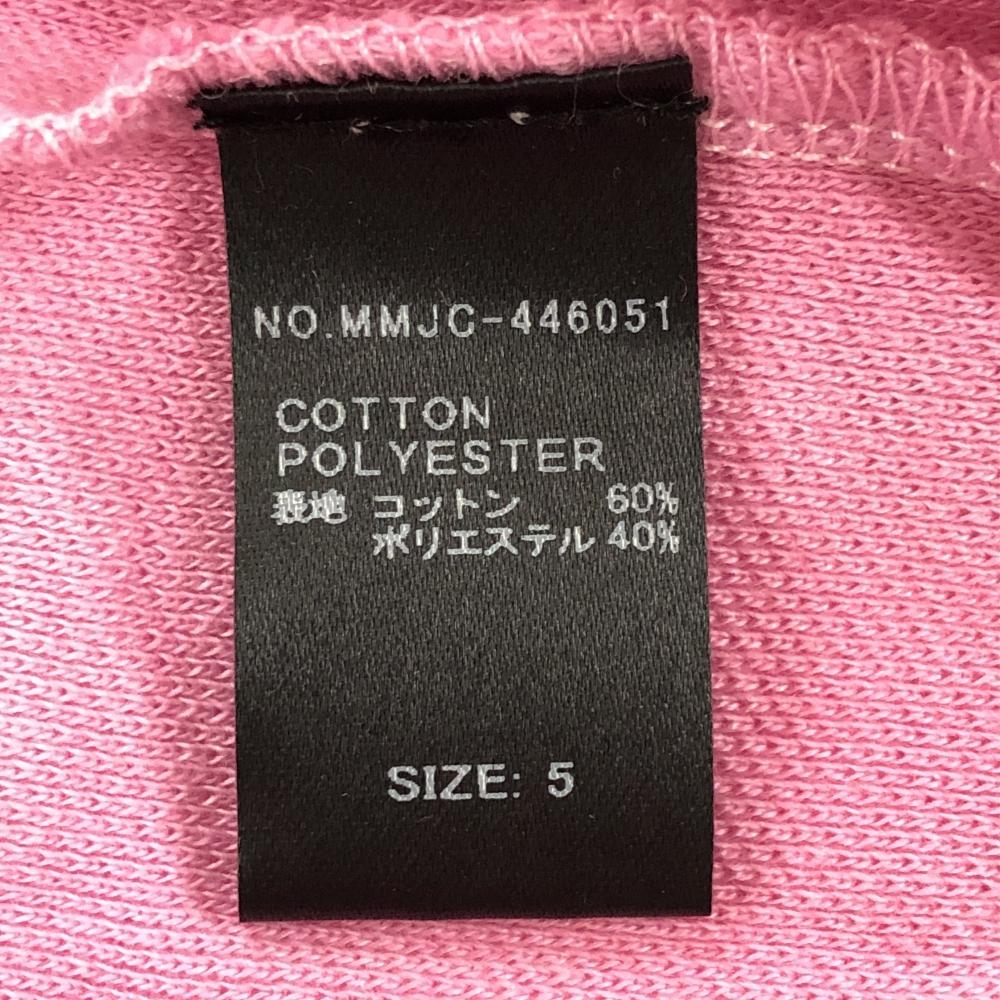 NO.MMJC-446051
COTTON
POLYESTER
表地 コットン 60%
ポリエステル 40%
SIZE: 5